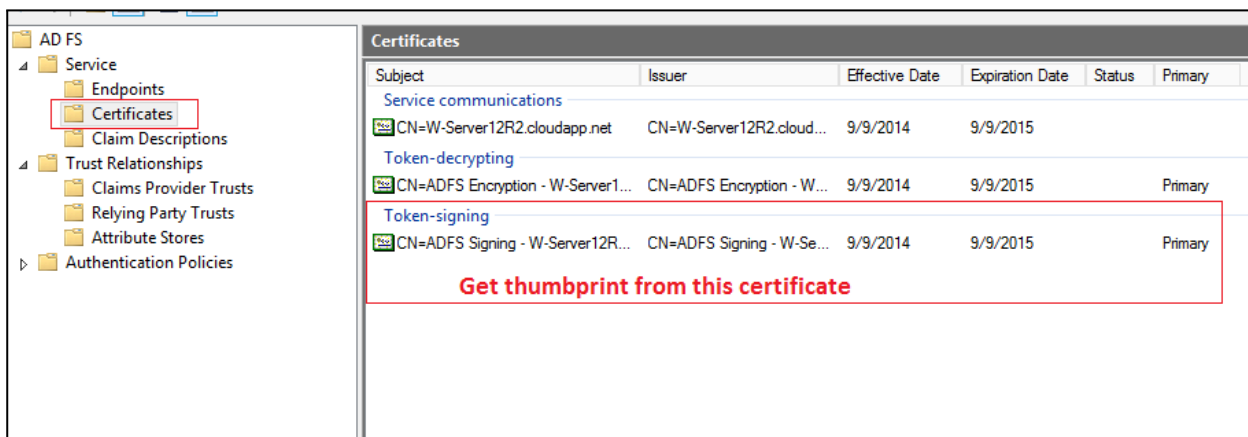 AD FS
Service
Endpoints
Certificates
Claim Descriptions
Trust Relationships
Claims Provider Trusts
Relying Party Trusts
Attribute Stores
Authentication Policies
Certificates
Subject Issuer Effective Date Expiration Date Status Primary
Service communications
CN=W-Server12R2.cloudapp.net CN=W-Server12R2.cloud... 9/9/2014 9/9/2015
Token-decrypting
CN=ADFS Encryption - W-Server1... CN=ADFS Encryption - W... 9/9/2014 9/9/2015 Primary
Token-signing
CN=ADFS Signing - W-Server12R... CN=ADFS Signing - W-Se... 9/9/2014 9/9/2015 Primary
Get thumbprint from this certificate